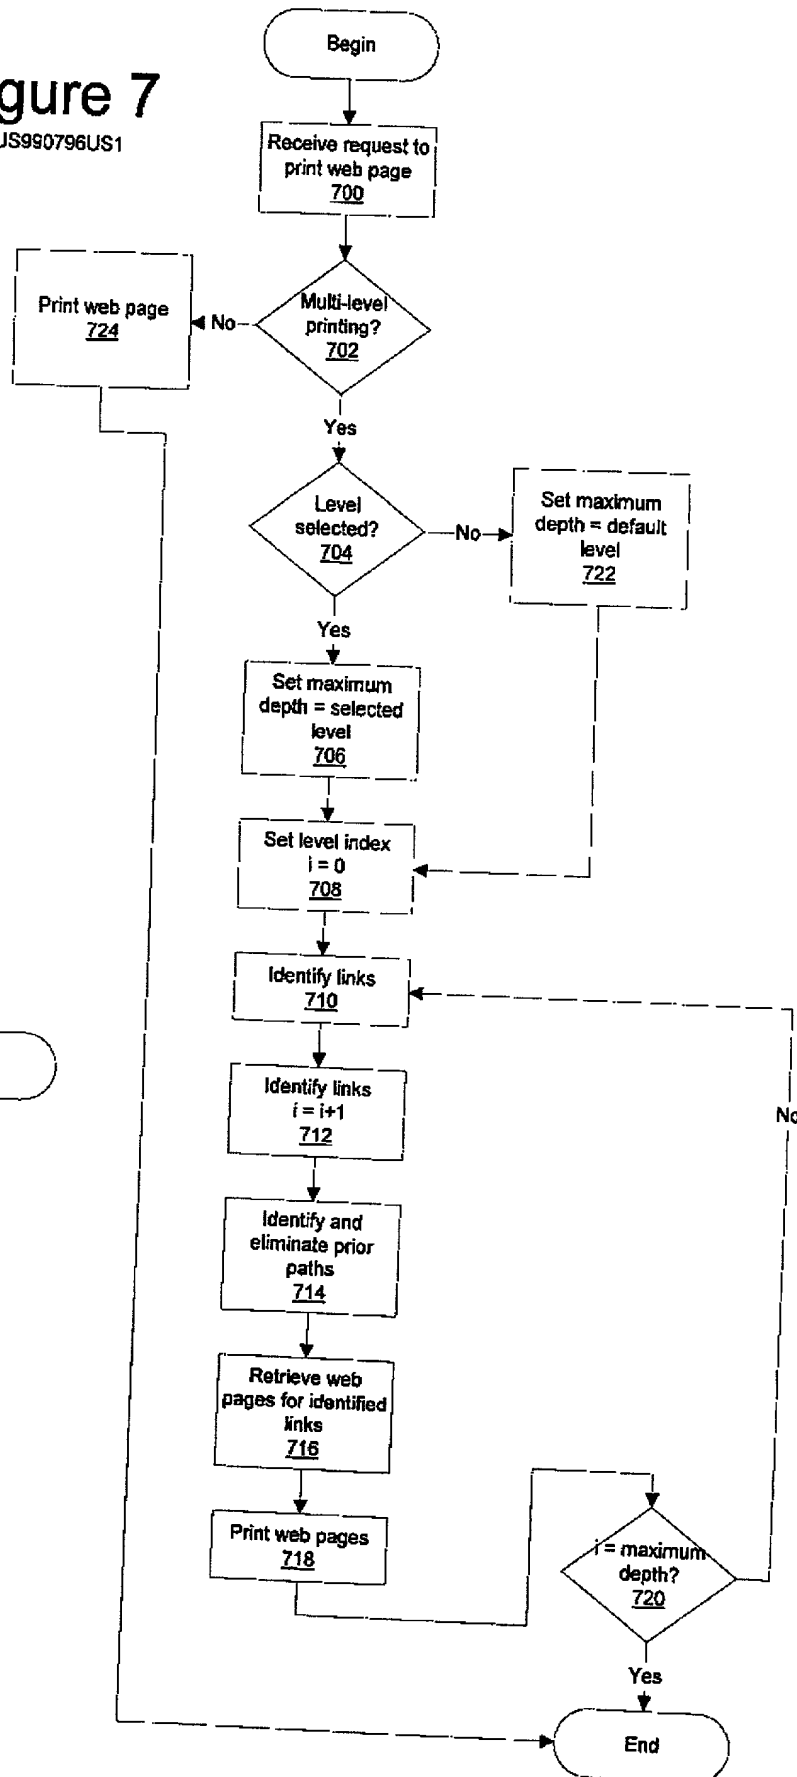 Begin
gure 7
US990796US1
Receive request to
print web page
700
Print web page
724
No
Multi-level
printing?
702
Yes
Level
selected?
704
No
Set maximum
depth = default
level
722
Yes
Set maximum
depth = selected
level
706
Set level index
i = 0
708
Identify links
710
Identify links
i = i+1
712
No
Identify and
eliminate prior
paths
714
Retrieve web
pages for identified
links
716
Print web pages
718
i = maximum
depth?
720
Yes
End